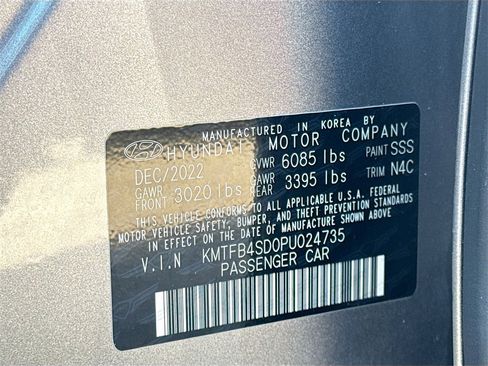 MANUFACTURED IN KOREA BY
HYUNDAI MOTOR COMPANY
DEC/2022 GVWR 6085 lbs PAINT SSS
GAWR FRONT 3020 lbs GAWR REAR 3395 lbs TRIM N4C
THIS VEHICLE CONFORMS TO ALL APPLICABLE U.S.A. FEDERAL
MOTOR VEHICLE SAFETY, BUMPER, AND THEFT PREVENTION STANDARDS
IN EFFECT ON THE DATE OF MANUFACTURE SHOWN ABOVE.
V.I.N KMTFB4SD0PU024735
PASSENGER CAR